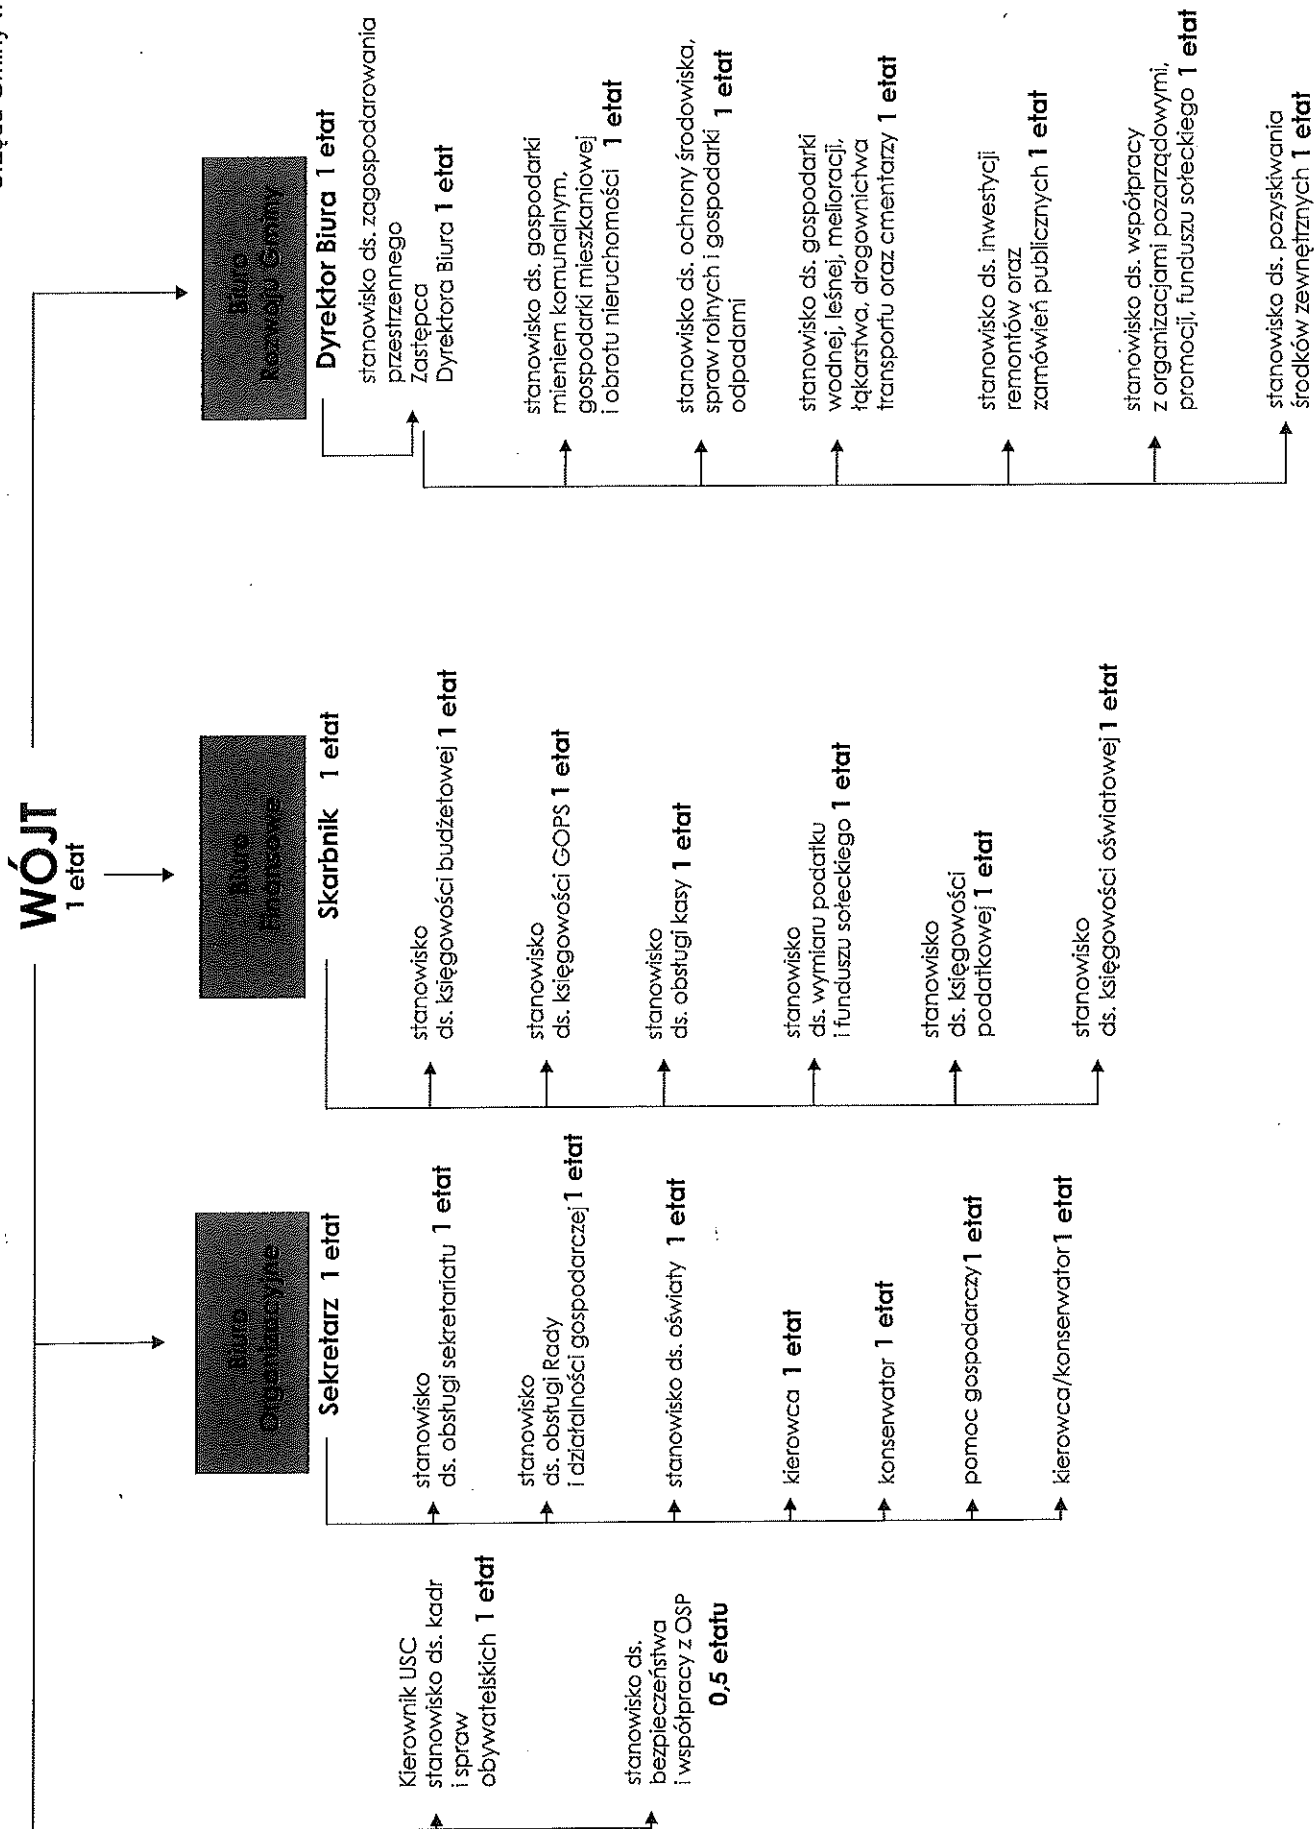 WÓJT
1 etat
Kierownik USC
stanowisko ds. kadr
i spraw
obywatelskich 1 etat
stanowisko ds.
bezpieczeństwa
i współpracy z OSP
0,5 etatu
Biuro
Organizacyjne
Sekretarz 1 etat
stanowisko
ds. obsługi sekretariatu 1 etat
stanowisko
ds. obsługi Rady
i działalności gospodarczej 1 etat
stanowisko ds. oświaty 1 etat
kierowca 1 etat
konserwator 1 etat
pomoc gospodarczy 1 etat
kierowca/konserwator 1 etat
Biuro
Finansowe
Skarbnik 1 etat
stanowisko
ds. księgowości budżetowej 1 etat
stanowisko
ds. księgowości GOPS 1 etat
stanowisko
ds. obsługi kasy 1 etat
stanowisko
ds. wymiaru podatku
i funduszu sołeckiego 1 etat
stanowisko
ds. księgowości
podatkowej 1 etat
stanowisko
ds. księgowości oświatowej 1 etat
Biuro
Rozwoju Gminy
Dyrektor Biura 1 etat
stanowisko ds. zagospodarowania
przestrzennego
Zastępca
Dyrektora Biura 1 etat
stanowisko ds. gospodarki
mieniem komunalnym,
gospodarki mieszkaniowej
i obrotu nieruchomości 1 etat
stanowisko ds. ochrony środowiska,
spraw rolnych i gospodarki 1 etat
odpadami
stanowisko ds. gospodarki
wodnej, leśnej, melioracji,
łąkarstwa, drogownictwa
transportu oraz cmentarzy 1 etat
stanowisko ds. inwestycji
remontów oraz
zamówień publicznych 1 etat
stanowisko ds. współpracy
z organizacjami pozarządowymi,
promocji, funduszu sołeckiego 1 etat
stanowisko ds. pozyskiwania
środków zewnętrznych 1 etat